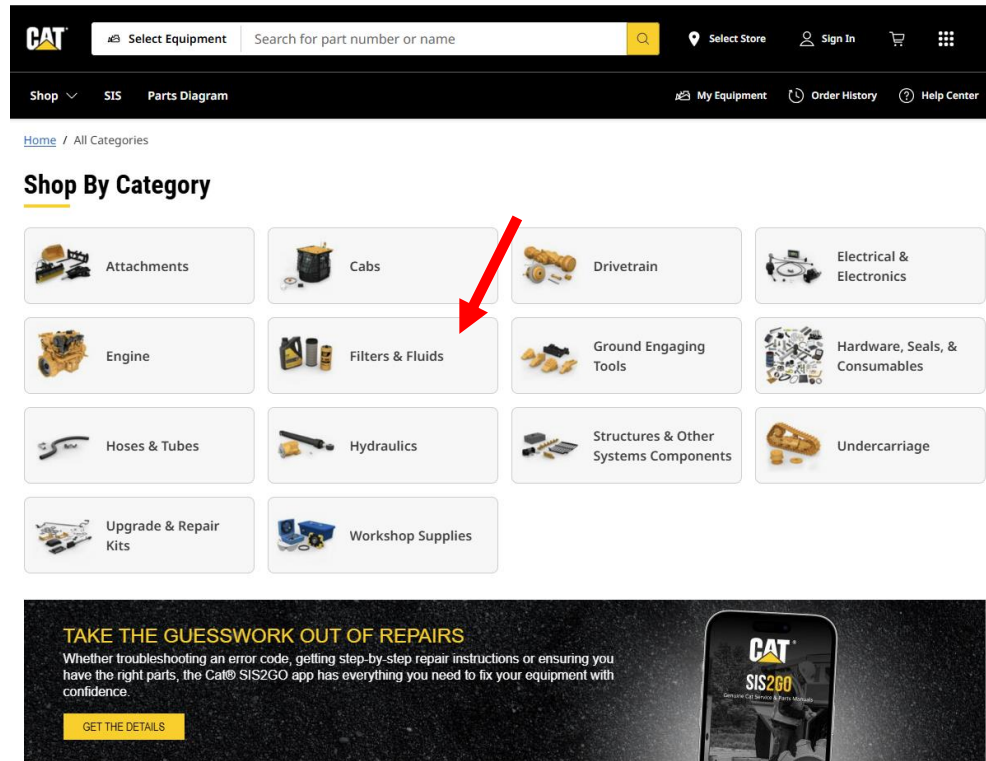 CAT
Select Equipment
Search for part number or name
Select Store
Sign In
Shop
SIS
Parts Diagram
My Equipment
Order History
Help Center
Home / All Categories
Shop By Category
Attachments
Cabs
Drivetrain
Electrical &
Electronics
Engine
Filters & Fluids
Ground Engaging
Tools
Hardware, Seals, &
Consumables
Hoses & Tubes
Hydraulics
Structures & Other
Systems Components
Undercarriage
Upgrade & Repair
Kits
Workshop Supplies
TAKE THE GUESSWORK OUT OF REPAIRS
Whether troubleshooting an error code, getting step-by-step repair instructions or ensuring you
have the right parts, the Cat® SIS2GO app has everything you need to fix your equipment with
confidence.
GET THE DETAILS
CAT
SIS2GO
Genuine Cat Service & Parts Manuals